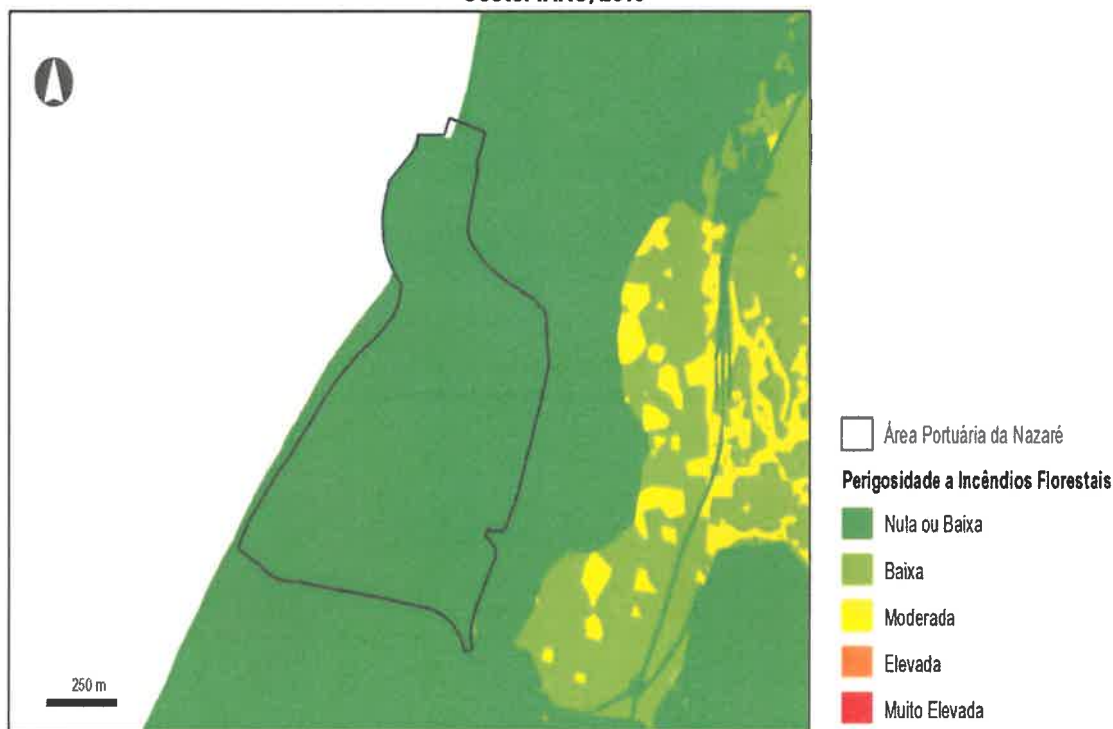 250 m
Área Portuária da Nazaré
Perigosidade a Incêndios Florestais
Nula ou Baixa
Baixa
Moderada
Elevada
Muito Elevada